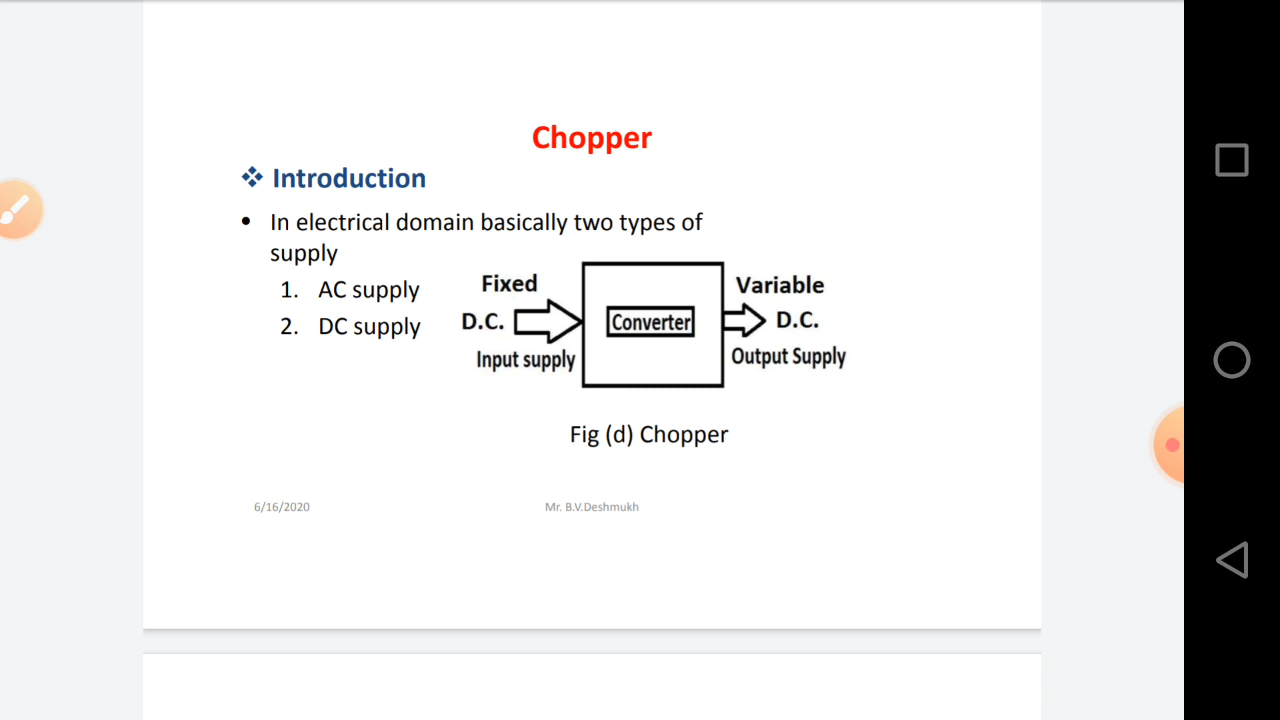 Chopper
Introduction
• In electrical domain basically two types of
supply
1. AC supply
2. DC supply
Fixed
D.C.
Input supply
Converter
Variable
D.C.
Output Supply
Fig (d) Chopper
6/16/2020
Mr. B.V.Deshmukh